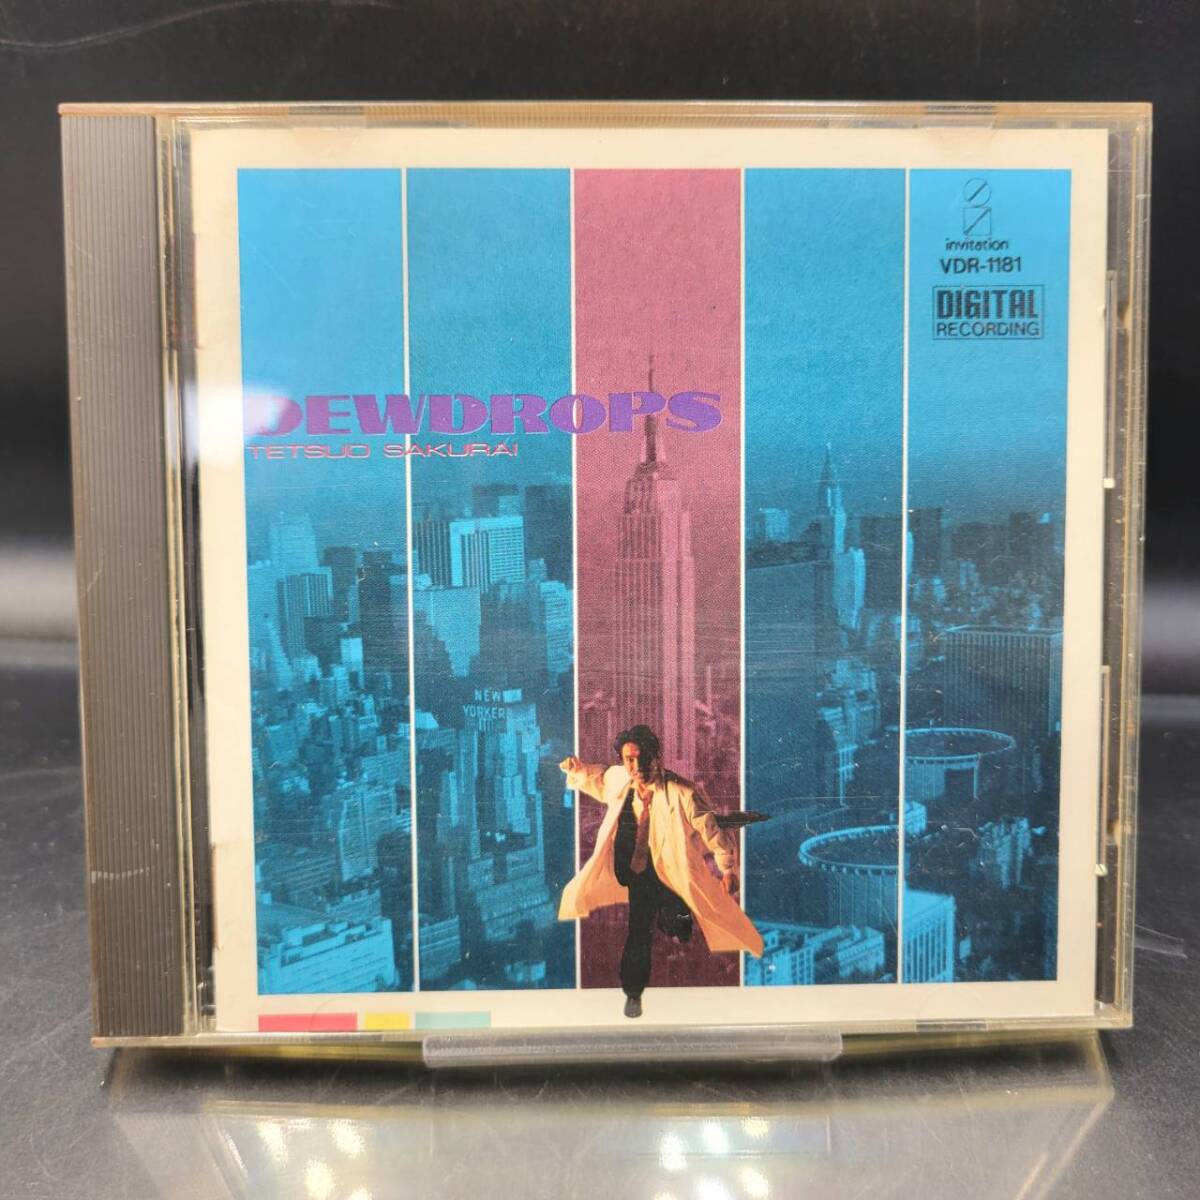 invitation
VDR-1181
DIGITAL
RECORDING
DEWDROPS
TETSUO SAKURAI
NEW
YORKER